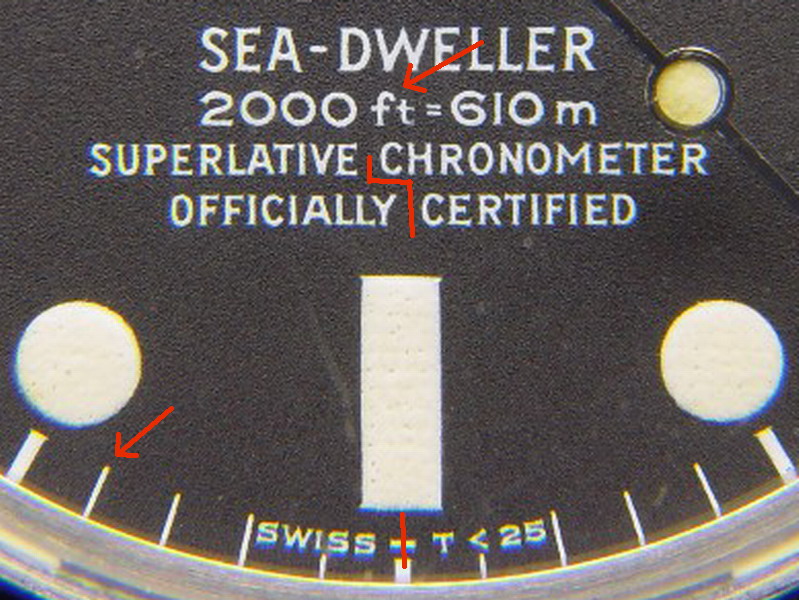 SEA-DWELLER
2000 ft = 610 m
SUPERLATIVE CHRONOMETER
OFFICIALLY CERTIFIED
SWISS - T < 25